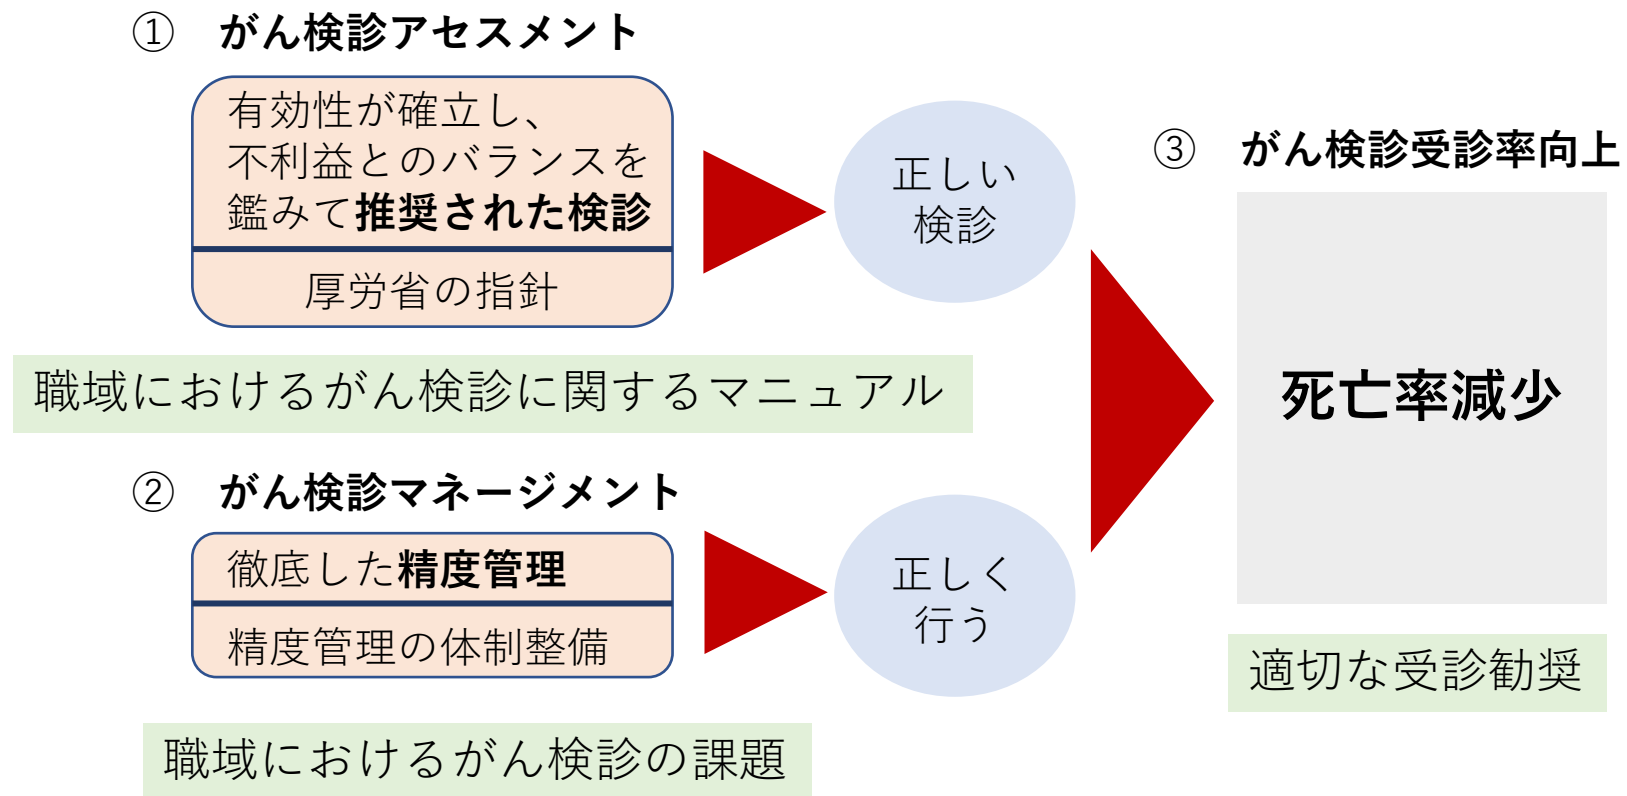 ① がん検診アセスメント
有効性が確立し、
不利益とのバランスを
鑑みて推奨された検診
厚労省の指針
正しい
検診
職域におけるがん検診に関するマニュアル
② がん検診マネージメント
徹底した精度管理
精度管理の体制整備
正しく
行う
職域におけるがん検診の課題
③ がん検診受診率向上
死亡率減少
適切な受診勧奨